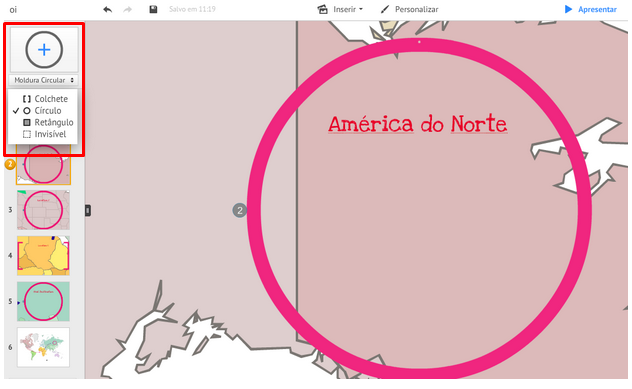 oi
Salvo em 11:19
Inserir
Personalizar
Apresentar
Moldura Circular
Colchete
Círculo
Retângulo
Invisível
2
3
4
5
6
2
América do Norte